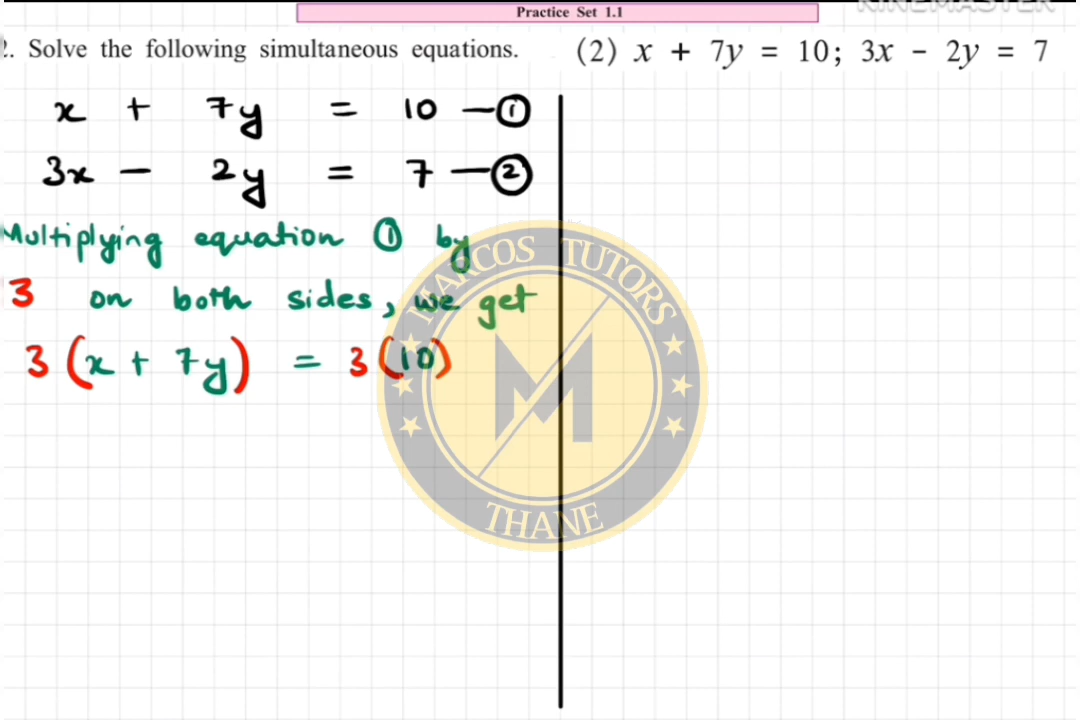 Practice Set 1.1
KINEMASTER
2. Solve the following simultaneous equations. (2) x + 7y = 10; 3x - 2y = 7
x + 7y = 10 — ①
3x - 2y = 7 — ②
Multiplying equation ① by
3 on both sides, we get
3 (x + 7y) = 3 (10)
MARCOS TUTORS
M
THANE